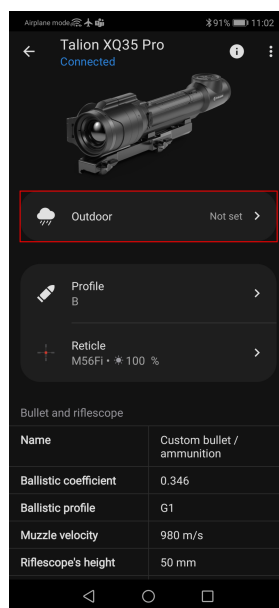 Airplane mode 91% 11:02
Talion XQ35 Pro
Connected
Outdoor Not set
Profile
B
Reticle
M56Fi • 100 %
Bullet and riflescope
Name Custom bullet /
ammunition
Ballistic coefficient 0.346
Ballistic profile G1
Muzzle velocity 980 m/s
Riflescope's height 50 mm